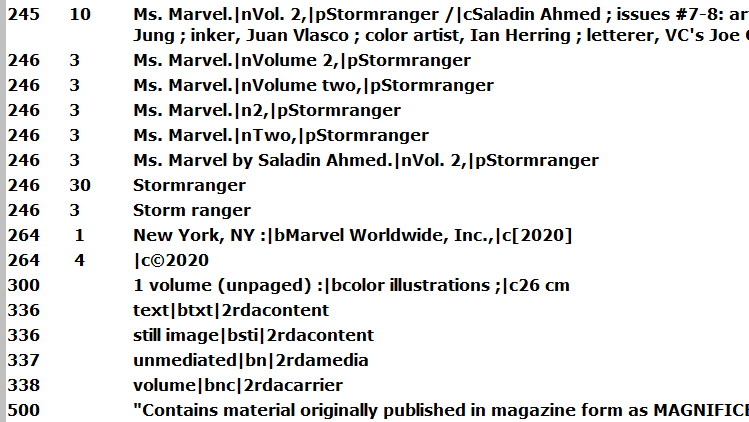 245 10 Ms. Marvel.|nVol. 2,|pStormranger /|cSaladin Ahmed ; issues #7-8: ar
Jung ; inker, Juan Vlasco ; color artist, Ian Herring ; letterer, VC's Joe
246 3 Ms. Marvel.|nVolume 2,|pStormranger
246 3 Ms. Marvel.|nVolume two,|pStormranger
246 3 Ms. Marvel.|n2,|pStormranger
246 3 Ms. Marvel.|nTwo,|pStormranger
246 3 Ms. Marvel by Saladin Ahmed.|nVol. 2,|pStormranger
246 30 Stormranger
246 3 Storm ranger
264 1 New York, NY :|bMarvel Worldwide, Inc.,|c[2020]
264 4 |c©2020
300 1 volume (unpaged) :|bcolor illustrations ;|c26 cm
336 text|btxt|2rdacontent
336 still image|bsti|2rdacontent
337 unmediated|bn|2rdamedia
338 volume|bnc|2rdacarrier
500 "Contains material originally published in magazine form as MAGNIFICE